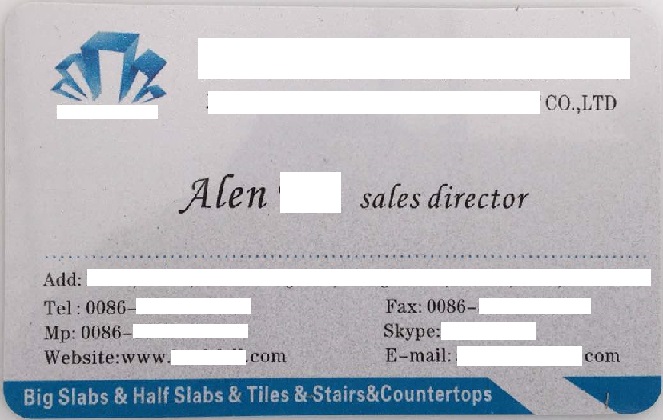 CO.,LTD
Alen sales director
Add:
Tel : 0086- Fax: 0086-
Mp: 0086- Skype:
Website:www. .com E-mail: com
Big Slabs & Half Slabs & Tiles & Stairs&Countertops